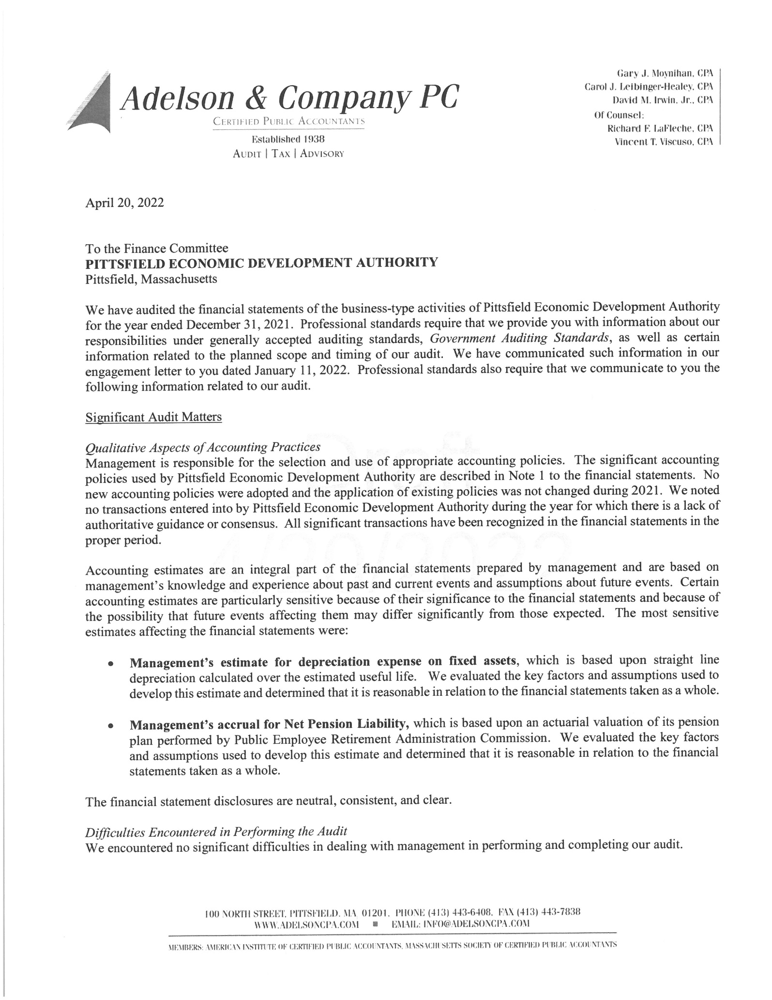 Adelson & Company PC
CERTIFIED PUBLIC ACCOUNTANTS
Established 1938
AUDIT | TAX | ADVISORY
Gary J. Moynihan, CPA
Carol J. Leibinger-Healey, CPA
David M. Irwin, Jr., CPA
Of Counsel:
Richard F. LaFleche, CPA
Vincent T. Viscuso, CPA
April 20, 2022
To the Finance Committee
PITTSFIELD ECONOMIC DEVELOPMENT AUTHORITY
Pittsfield, Massachusetts
We have audited the financial statements of the business-type activities of Pittsfield Economic Development Authority
for the year ended December 31, 2021. Professional standards require that we provide you with information about our
responsibilities under generally accepted auditing standards, Government Auditing Standards, as well as certain
information related to the planned scope and timing of our audit. We have communicated such information in our
engagement letter to you dated January 11, 2022. Professional standards also require that we communicate to you the
following information related to our audit.
Significant Audit Matters
Qualitative Aspects of Accounting Practices
Management is responsible for the selection and use of appropriate accounting policies. The significant accounting
policies used by Pittsfield Economic Development Authority are described in Note 1 to the financial statements. No
new accounting policies were adopted and the application of existing policies was not changed during 2021. We noted
no transactions entered into by Pittsfield Economic Development Authority during the year for which there is a lack of
authoritative guidance or consensus. All significant transactions have been recognized in the financial statements in the
proper period.
Draft
4/20/2022
Accounting estimates are an integral part of the financial statements prepared by management and are based on
management's knowledge and experience about past and current events and assumptions about future events. Certain
accounting estimates are particularly sensitive because of their significance to the financial statements and because of
the possibility that future events affecting them may differ significantly from those expected. The most sensitive
estimates affecting the financial statements were:
• Management's estimate for depreciation expense on fixed assets, which is based upon straight line
depreciation calculated over the estimated useful life. We evaluated the key factors and assumptions used to
develop this estimate and determined that it is reasonable in relation to the financial statements taken as a whole.
• Management's accrual for Net Pension Liability, which is based upon an actuarial valuation of its pension
plan performed by Public Employee Retirement Administration Commission. We evaluated the key factors
and assumptions used to develop this estimate and determined that it is reasonable in relation to the financial
statements taken as a whole.
The financial statement disclosures are neutral, consistent, and clear.
Difficulties Encountered in Performing the Audit
We encountered no significant difficulties in dealing with management in performing and completing our audit.
100 NORTH STREET, PITTSFIELD, MA 01201, PHONE (413) 443-6408, FAX (413) 443-7838
WWW.ADELSONCPA.COM ■ EMAIL: INFO@ADELSONCPA.COM
MEMBERS: AMERICAN INSTITUTE OF CERTIFIED PUBLIC ACCOUNTANTS, MASSACHUSETTS SOCIETY OF CERTIFIED PUBLIC ACCOUNTANTS